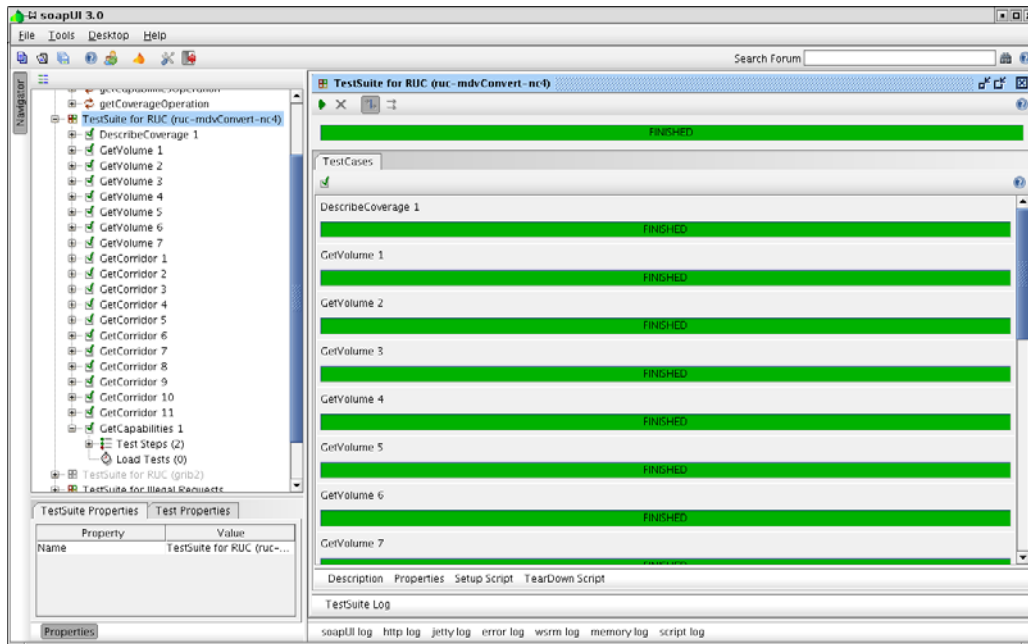 soapUI 3.0
File Tools Desktop Help
Search Forum
Navigator
getCapabilitiesOperation
getCoverageOperation
TestSuite for RUC (ruc-mdvConvert-nc4)
DescribeCoverage 1
GetVolume 1
GetVolume 2
GetVolume 3
GetVolume 4
GetVolume 5
GetVolume 6
GetVolume 7
GetCorridor 1
GetCorridor 2
GetCorridor 3
GetCorridor 4
GetCorridor 5
GetCorridor 6
GetCorridor 7
GetCorridor 8
GetCorridor 9
GetCorridor 10
GetCorridor 11
GetCapabilities 1
Test Steps (2)
Load Tests (0)
TestSuite for RUC (grib2)
TestSuite for Illegal Requests
TestSuite Properties Test Properties
Property Value
Name TestSuite for RUC (ruc-...
Properties
TestSuite for RUC (ruc-mdvConvert-nc4)
FINISHED
TestCases
DescribeCoverage 1
FINISHED
GetVolume 1
FINISHED
GetVolume 2
FINISHED
GetVolume 3
FINISHED
GetVolume 4
FINISHED
GetVolume 5
FINISHED
GetVolume 6
FINISHED
GetVolume 7
FINISHED
Description Properties Setup Script TearDown Script
TestSuite Log
soapUI log http log jetty log error log wsrm log memory log script log